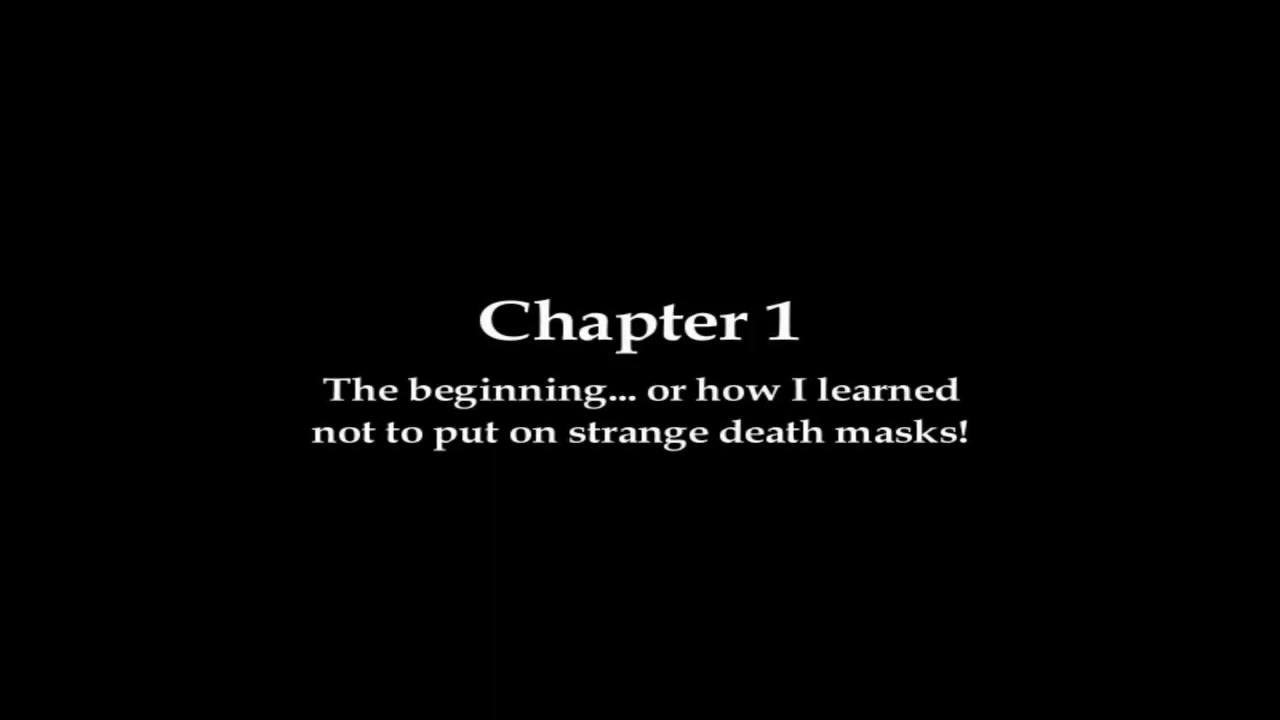 Chapter 1
The beginning... or how I learned
not to put on strange death masks!